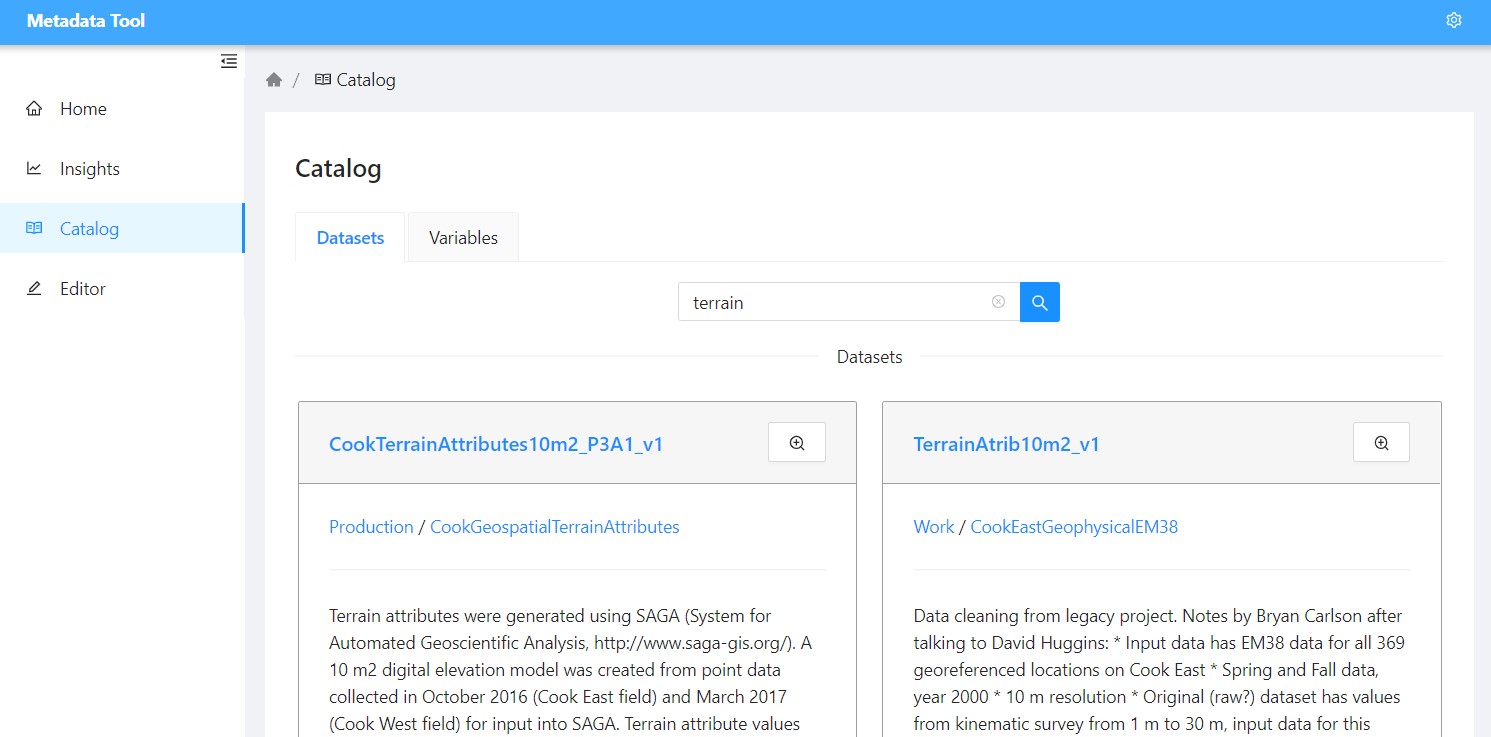 Metadata Tool
Home
Insights
Catalog
Editor
/ Catalog
Catalog
Datasets
Variables
terrain
Datasets
CookTerrainAttributes10m2_P3A1_v1
Production / CookGeospatialTerrainAttributes
Terrain attributes were generated using SAGA (System for
Automated Geoscientific Analysis, http://www.saga-gis.org/). A
10 m2 digital elevation model was created from point data
collected in October 2016 (Cook East field) and March 2017
(Cook West field) for input into SAGA. Terrain attribute values
TerrainAtrib10m2_v1
Work / CookEastGeophysicalEM38
Data cleaning from legacy project. Notes by Bryan Carlson after
talking to David Huggins: * Input data has EM38 data for all 369
georeferenced locations on Cook East * Spring and Fall data,
year 2000 * 10 m resolution * Original (raw?) dataset has values
from kinematic survey from 1 m to 30 m, input data for this